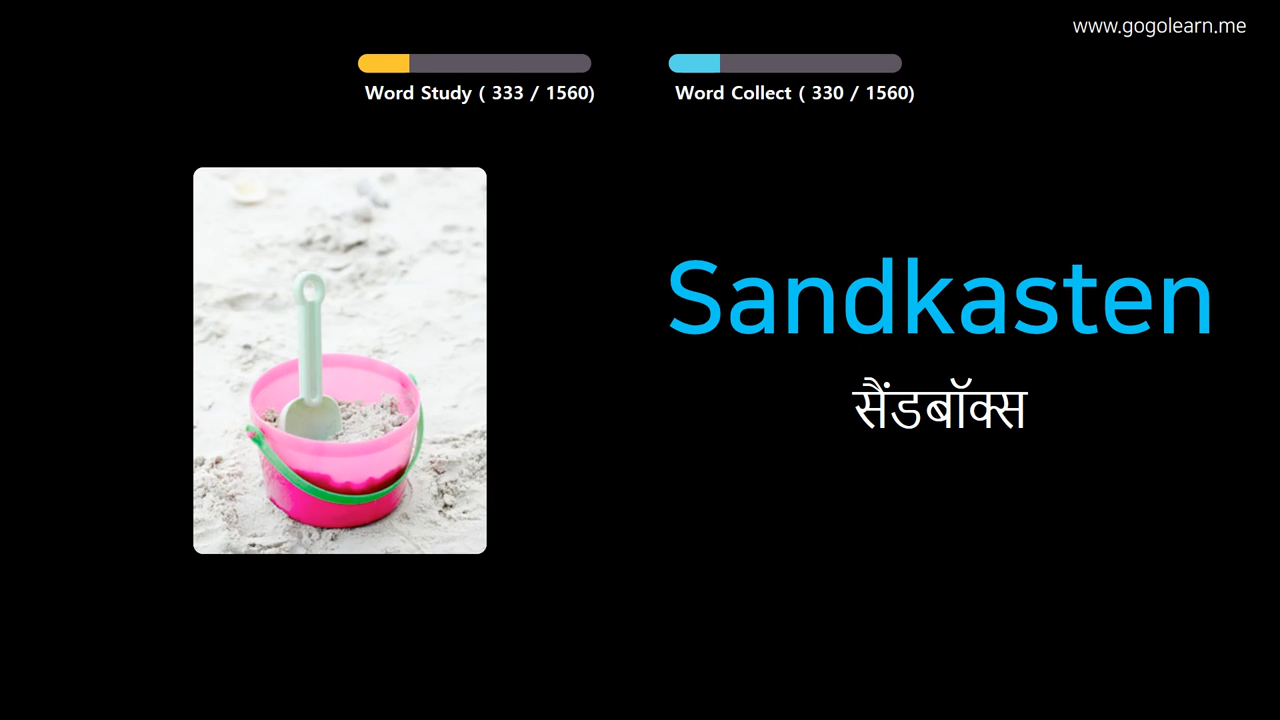 www.gogolearn.me
Word Study ( 333 / 1560)
Word Collect ( 330 / 1560)
Sandkasten
सैंडबॉक्स